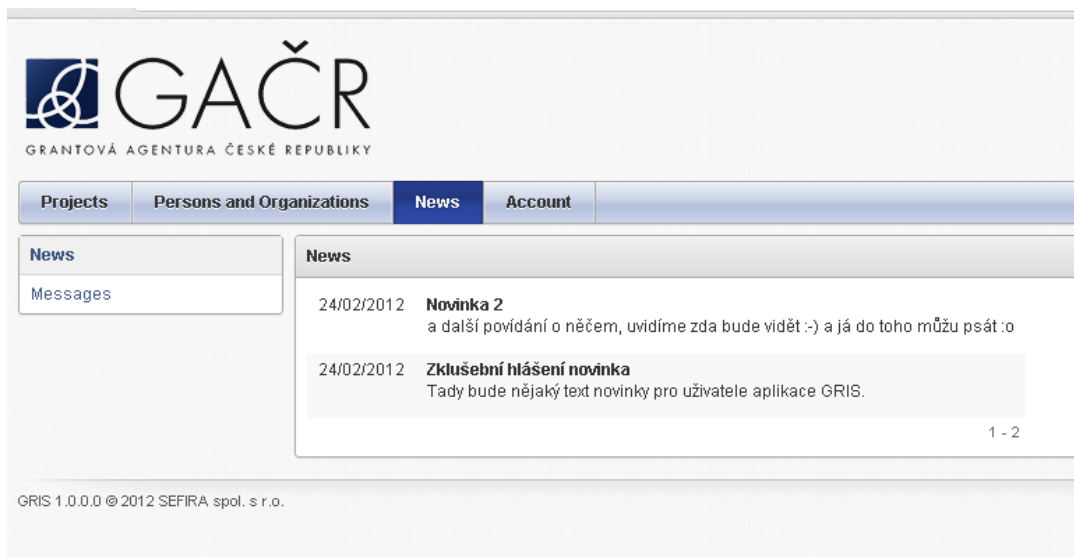 GAČR
GRANTOVÁ AGENTURA ČESKÉ REPUBLIKY
Projects Persons and Organizations News Account
News
Messages
News
24/02/2012 Novinka 2
a další povídání o něčem, uvidíme zda bude vidět :-) a já do toho můžu psát :o
24/02/2012 Zklušební hlášení novinka
Tady bude nějaký text novinky pro uživatele aplikace GRIS.
1 - 2
GRIS 1.0.0.0 © 2012 SEFIRA spol. s r.o.